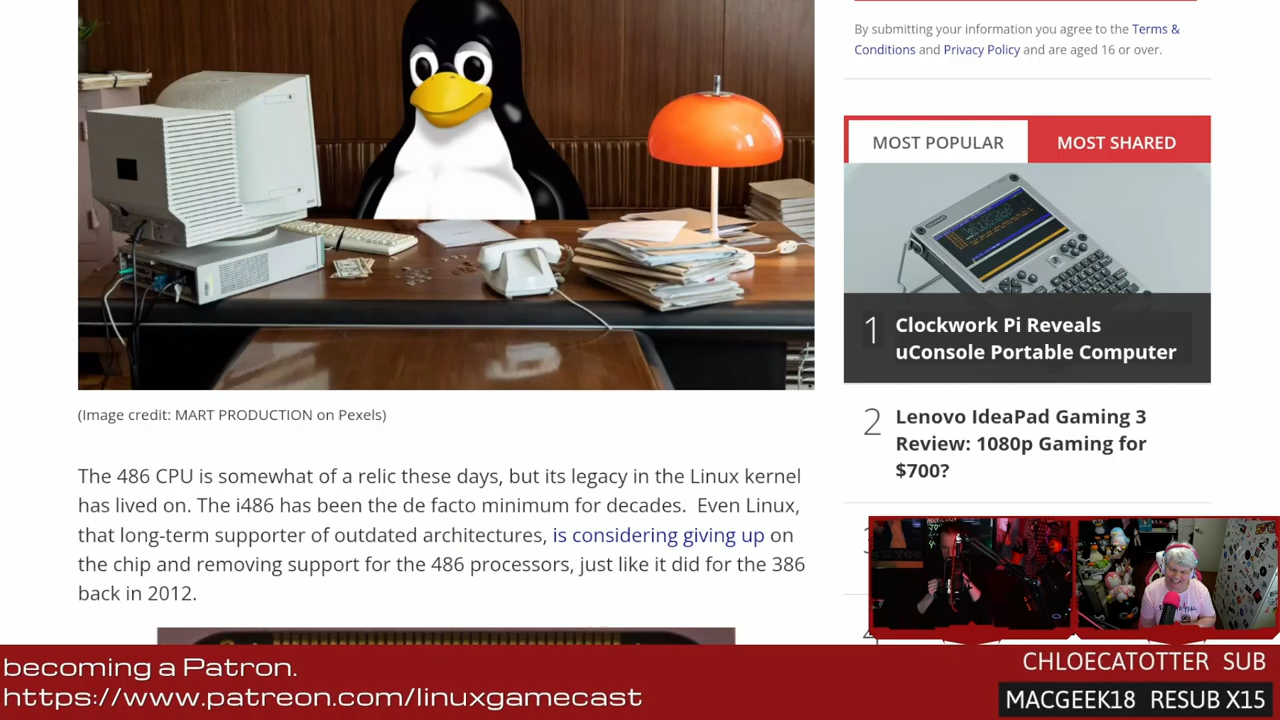 By submitting your information you agree to the Terms &
Conditions and Privacy Policy and are aged 16 or over.
MOST POPULAR
MOST SHARED
1
Clockwork Pi Reveals
uConsole Portable Computer
(Image credit: MART PRODUCTION on Pexels)
2
Lenovo IdeaPad Gaming 3
Review: 1080p Gaming for
$700?
The 486 CPU is somewhat of a relic these days, but its legacy in the Linux kernel
has lived on. The i486 has been the de facto minimum for decades. Even Linux,
that long-term supporter of outdated architectures, is considering giving up on
the chip and removing support for the 486 processors, just like it did for the 386
back in 2012.
becoming a Patron.
https://www.patreon.com/linuxgamecast
CHLOECATOTTER SUB
MACGEEK18 RESUB X15